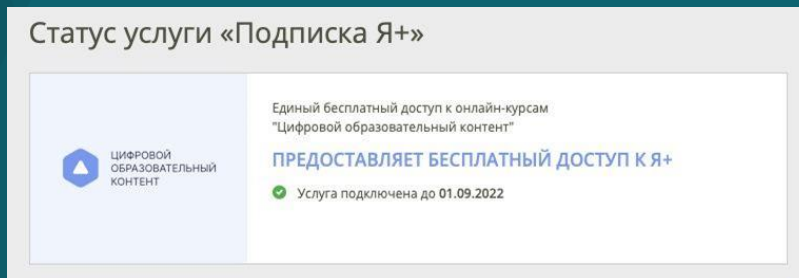 Статус услуги «Подписка Я+»
ЦИФРОВОЙ
ОБРАЗОВАТЕЛЬНЫЙ
КОНТЕНТ
Единый бесплатный доступ к онлайн-курсам
"Цифровой образовательный контент"
ПРЕДОСТАВЛЯЕТ БЕСПЛАТНЫЙ ДОСТУП К Я+
Услуга подключена до 01.09.2022